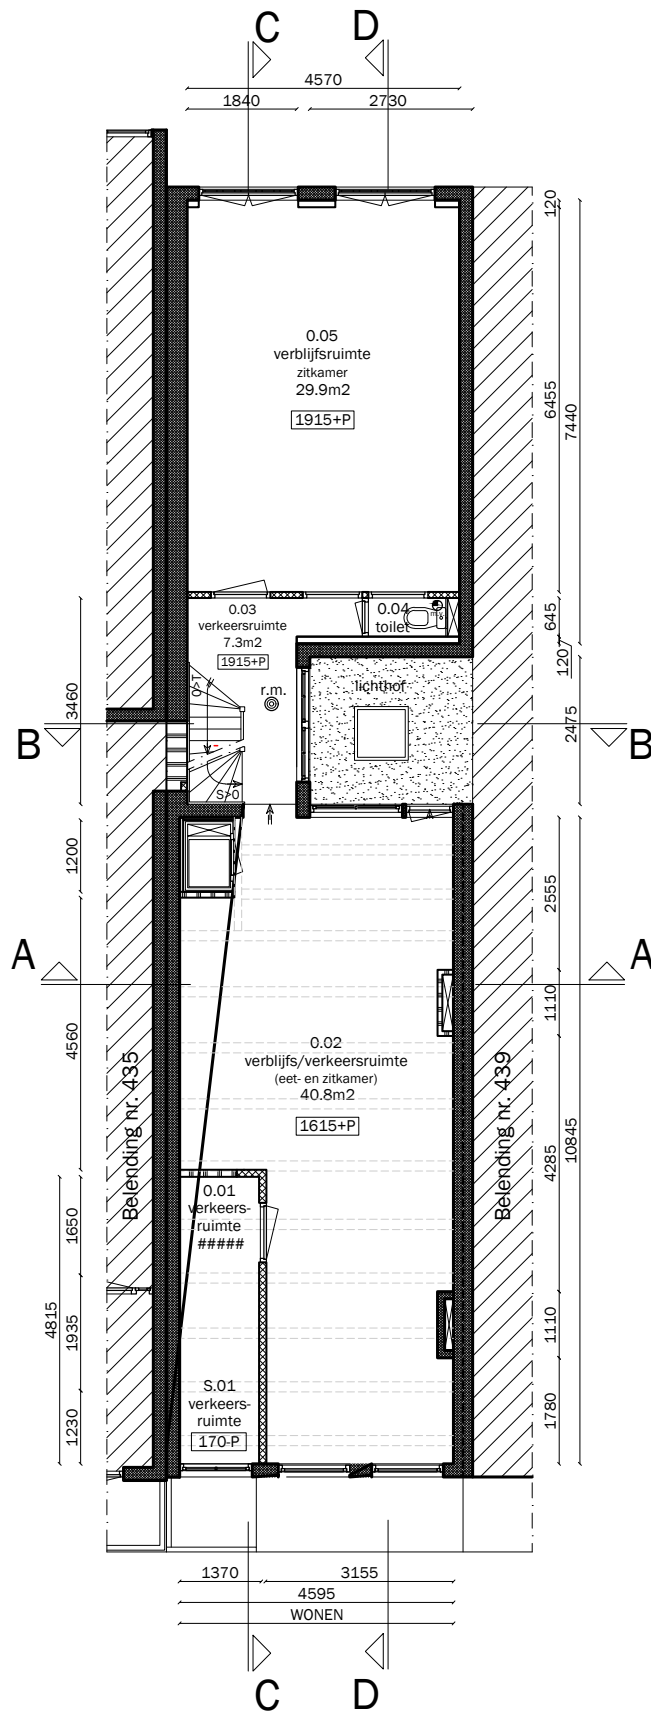 C
D
4570
1840
2730
120
0.05
verblijfsruimte
zitkamer
29.9m2
1915+P
6455
7440
0.03
verkeersruimte
7.3m2
1915+P
0.04
toilet
m.v.
645
120
0>1
r.m.
lichthof
3460
2475
B
B
S>0
1200
2555
A
A
1110
4560
0.02
verblijfs/verkeersruimte
(eet- en zitkamer)
40.8m2
1615+P
Belending nr. 435
Belending nr. 439
4285
10845
0.01
verkeers-
ruimte
#####
1650
4815
1935
1110
S.01
verkeers-
ruimte
170-P
1230
1780
1370
3155
4595
WONEN
C
D